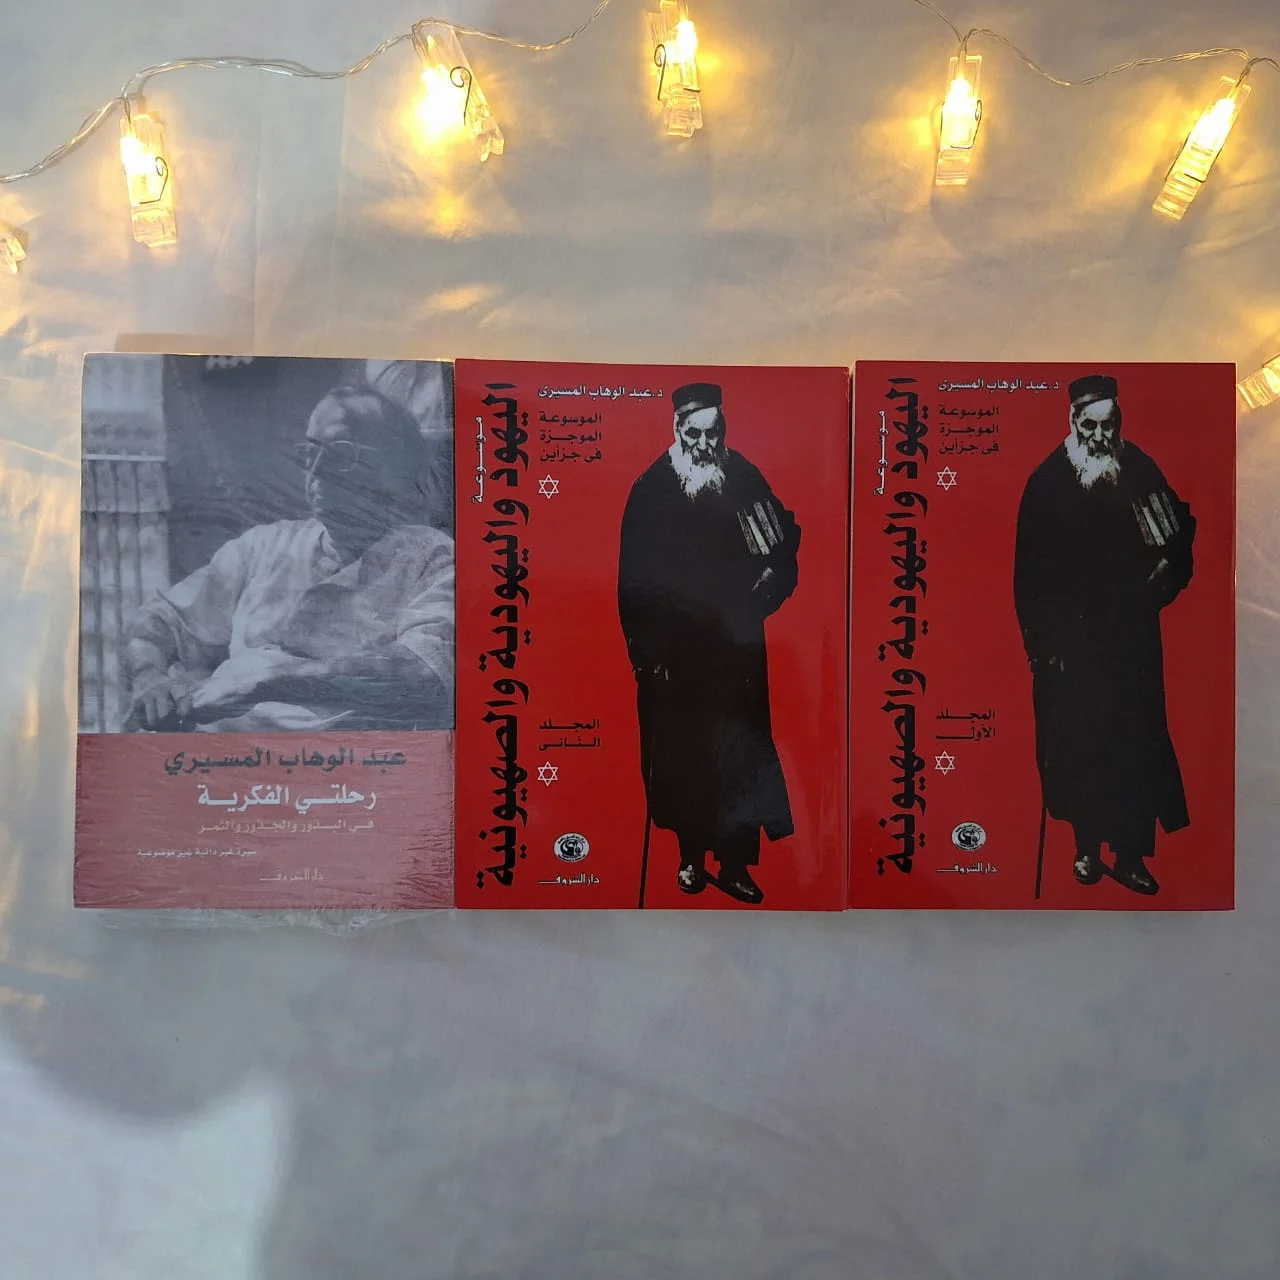 د. عبد الوهاب المسيرى
الموسوعة
الموجزة
فى جزأين
موسوعة
اليهود واليهودية والصهيونية
المجلد
الأول
دار الشروق
د. عبد الوهاب المسيرى
الموسوعة
الموجزة
فى جزأين
موسوعة
اليهود واليهودية والصهيونية
المجلد
الثانى
دار الشروق
عبد الوهاب المسيري
رحلتي الفكرية
في البذور والجذور والثمر
سيرة غير ذاتية غير موضوعية
دار الشروق